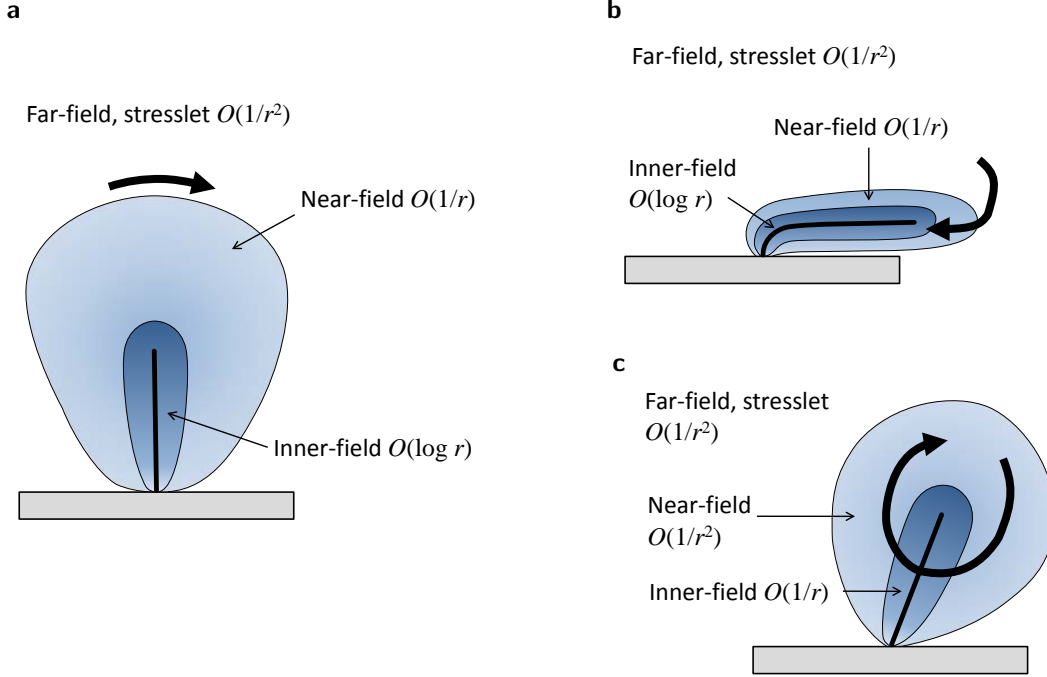 a
Far-field, stresslet O(1/r²)
Near-field O(1/r)
Inner-field O(log r)
b
Far-field, stresslet O(1/r²)
Near-field O(1/r)
Inner-field
O(log r)
c
Far-field, stresslet
O(1/r²)
Near-field
O(1/r²)
Inner-field O(1/r)